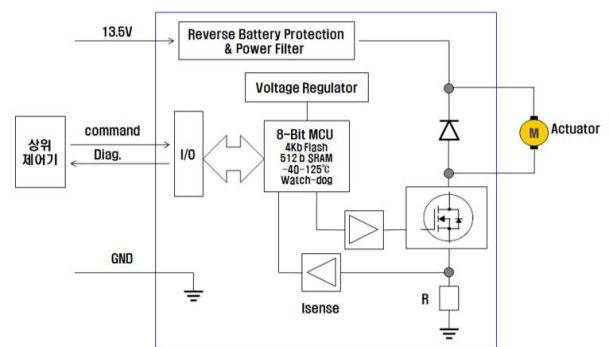 13.5V
Reverse Battery Protection
& Power Filter
Voltage Regulator
상위
제어기
command
Diag.
I/O
8-Bit MCU
4Kb Flash
512 b SRAM
-40-125℃
Watch-dog
M
Actuator
GND
Isense
R